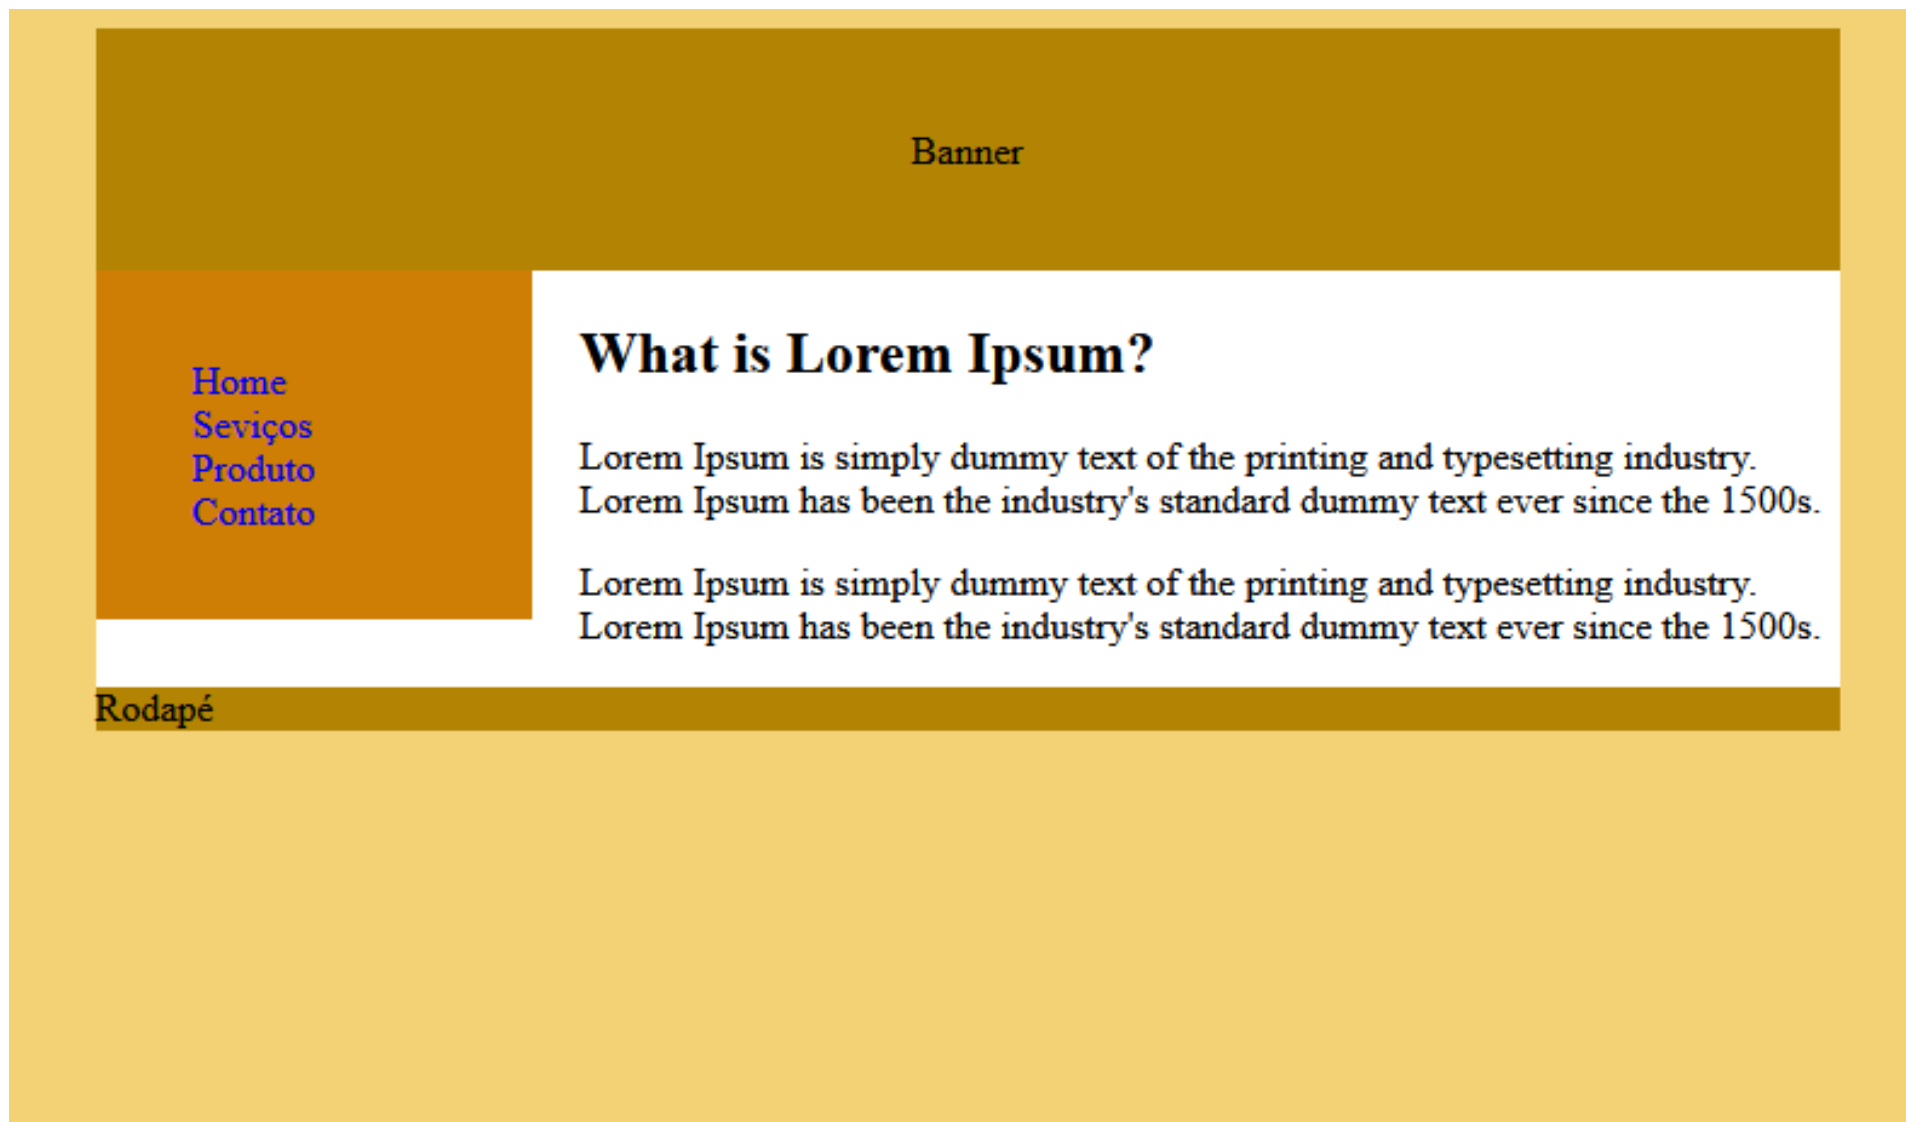 Banner
Home
Seviços
Produto
Contato
What is Lorem Ipsum?
Lorem Ipsum is simply dummy text of the printing and typesetting industry.
Lorem Ipsum has been the industry's standard dummy text ever since the 1500s.
Lorem Ipsum is simply dummy text of the printing and typesetting industry.
Lorem Ipsum has been the industry's standard dummy text ever since the 1500s.
Rodapé